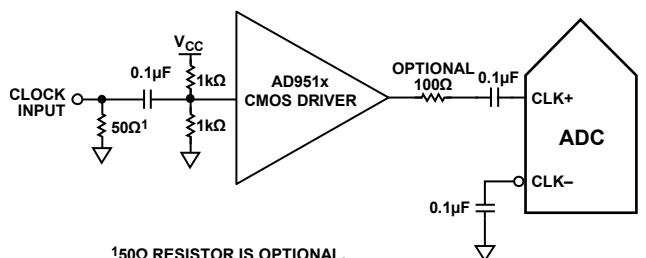 V_CC
0.1µF
1kΩ
CLOCK
INPUT
50Ω¹
1kΩ
AD951x
CMOS DRIVER
OPTIONAL
100Ω
0.1µF
CLK+
ADC
CLK–
0.1µF
¹50Ω RESISTOR IS OPTIONAL.